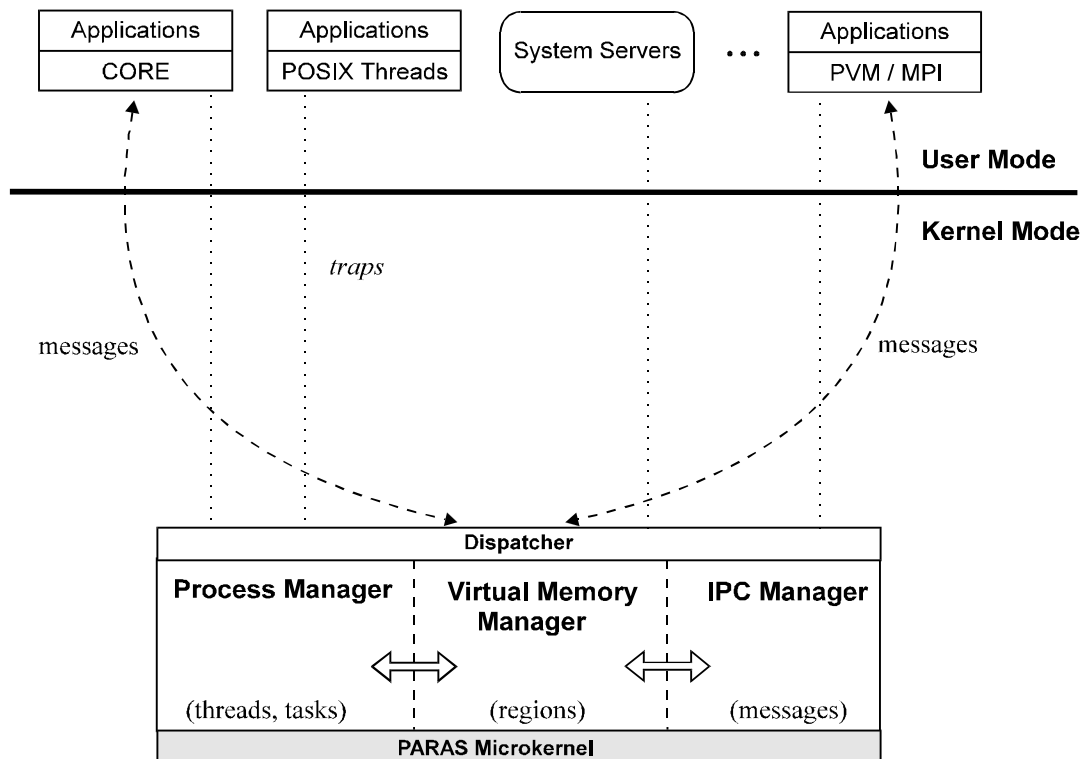 Applications
CORE
Applications
POSIX Threads
System Servers
...
Applications
PVM / MPI
User Mode
Kernel Mode
traps
messages
messages
Dispatcher
Process Manager
Virtual Memory
Manager
IPC Manager
(threads, tasks)
(regions)
(messages)
PARAS Microkernel